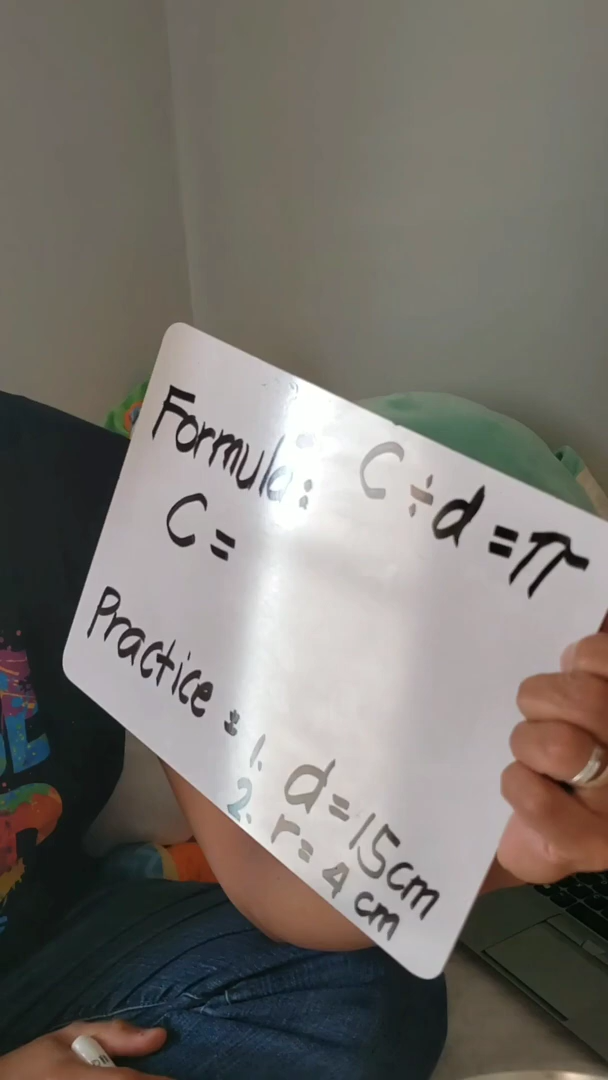 Formula: C ÷ d = π
C =
Practice: 1. d = 15cm
2. r = 4 cm